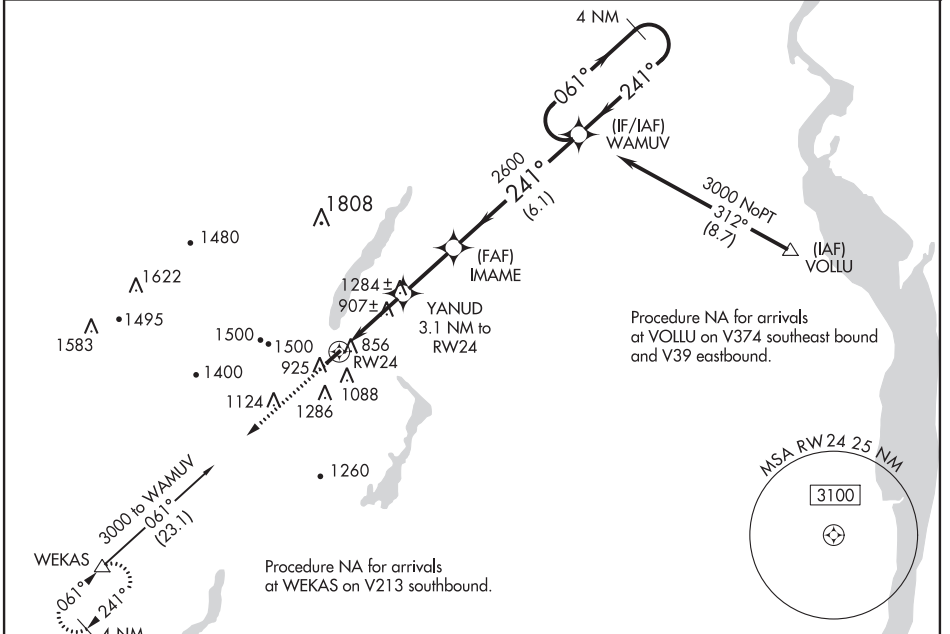 4 NM
061°
241°
(IF/IAF)
WAMUV
2600
241°
(6.1)
3000 NoPT
312°
(8.7)
(IAF)
VOLLU
1808
1480
1622
1495
1583
(FAF)
IMAME
1284±
907±
YANUD
3.1 NM to
RW24
Procedure NA for arrivals
at VOLLU on V374 southeast bound
and V39 eastbound.
1500
1500
856
925
RW24
1400
1088
1124
1286
1260
MSA RW24 25 NM
3100
3000 to WAMUV
061°
(23.1)
WEKAS
061°
241°
4 NM
Procedure NA for arrivals
at WEKAS on V213 southbound.